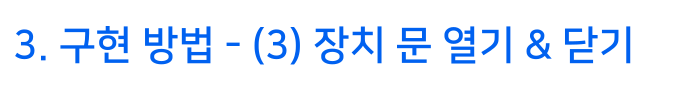 3. 구현 방법 - (3) 장치 문 열기 & 닫기